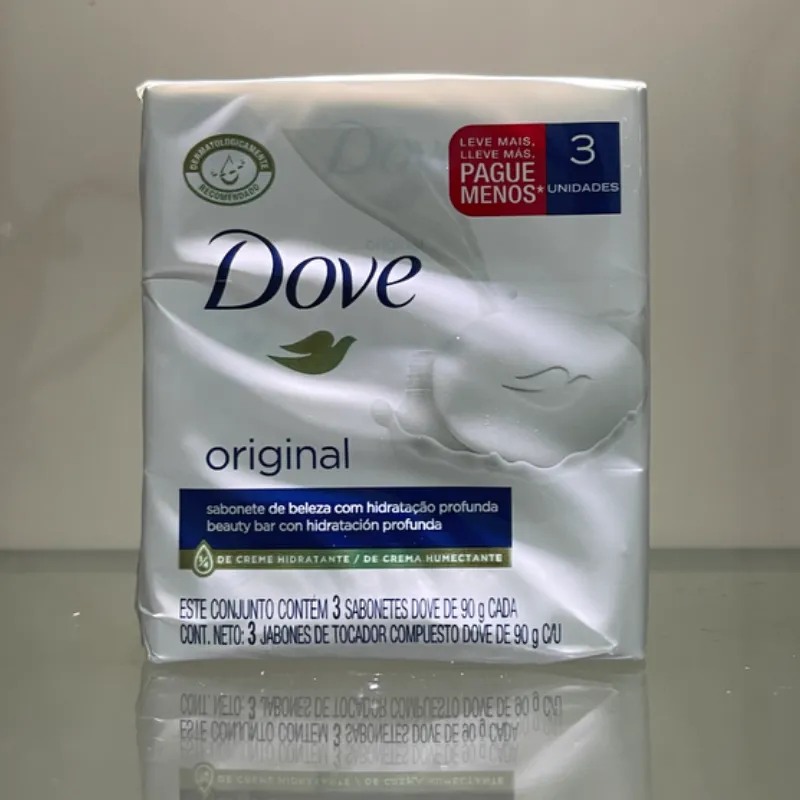 DERMATOLOGICAMENTE
RECOMENDADO
LEVE MAIS,
LLEVE MÁS,
PAGUE
MENOS*
3
UNIDADES
Dove
original
sabonete de beleza com hidratação profunda
beauty bar con hidratación profunda
1/4 DE CREME HIDRATANTE / DE CREMA HUMECTANTE
ESTE CONJUNTO CONTÉM 3 SABONETES DOVE DE 90 g CADA
CONT. NETO: 3 JABONES DE TOCADOR COMPUESTO DOVE DE 90 g C/U